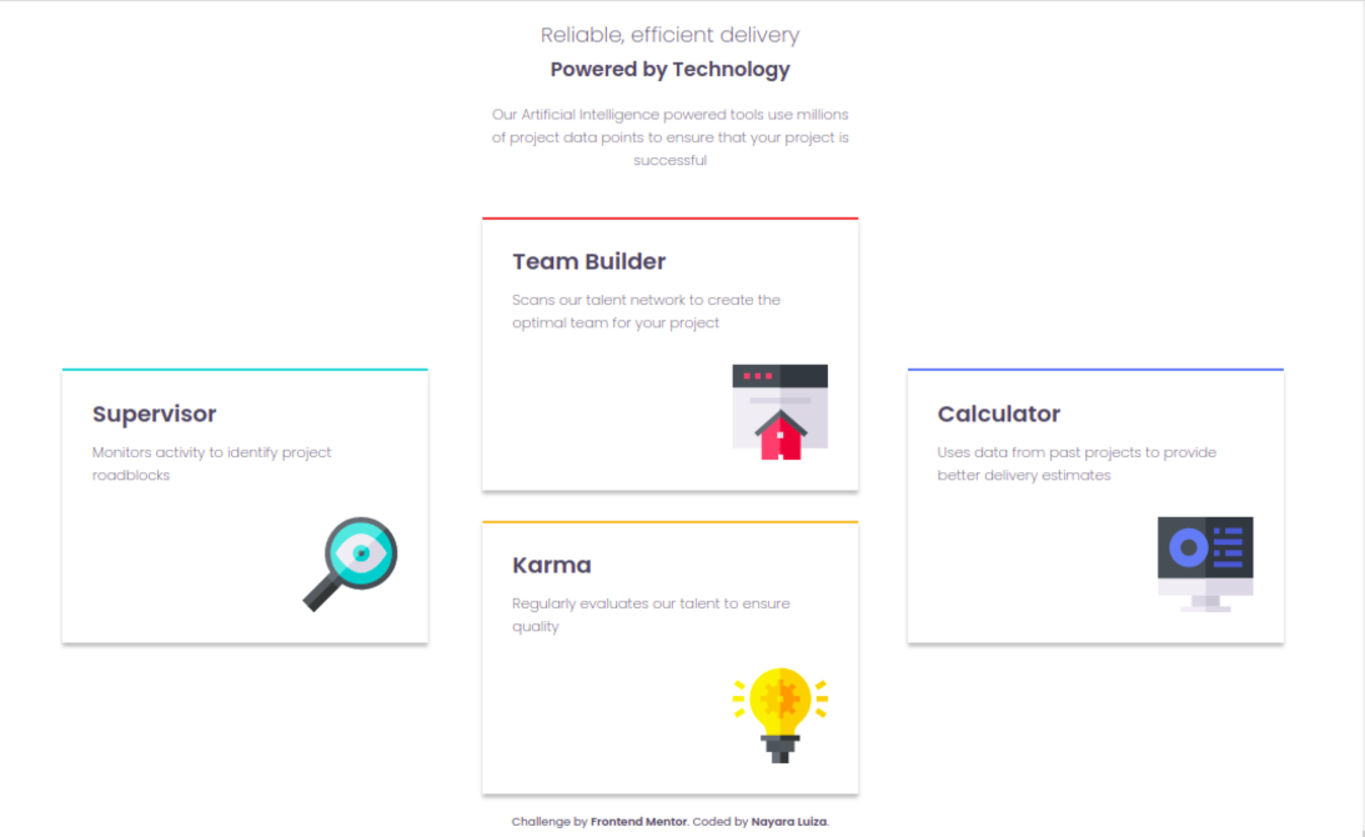 Reliable, efficient delivery
Powered by Technology
Our Artificial Intelligence powered tools use millions
of project data points to ensure that your project is
successful
Team Builder
Scans our talent network to create the
optimal team for your project
Supervisor
Monitors activity to identify project
roadblocks
Calculator
Uses data from past projects to provide
better delivery estimates
Karma
Regularly evaluates our talent to ensure
quality
Challenge by Frontend Mentor. Coded by Nayara Luiza.